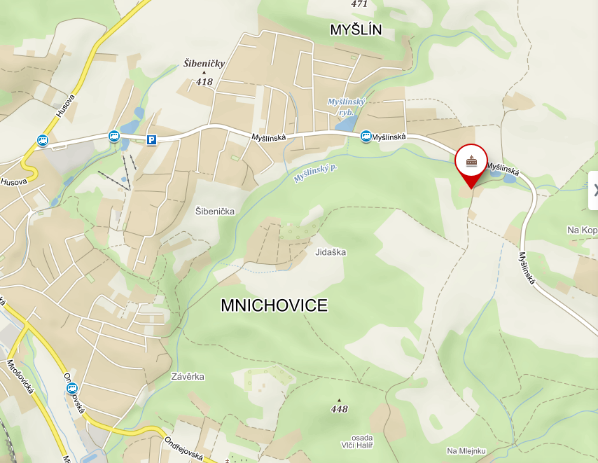 471
MYŠLÍN
Šibeničky
418
Husova
Myšlínský
ryb.
P
Myšlínská
Myšlínská
Myšlínská
Myšlínský p.
Husova
Šibenička
Na Kop
Jidaška
Myšlínská
MNICHOVICE
Mirošovická
Závěrka
Ondřejovská
448
osada
Vlčí Halíř
Ondřejovská
Na Mlejnku